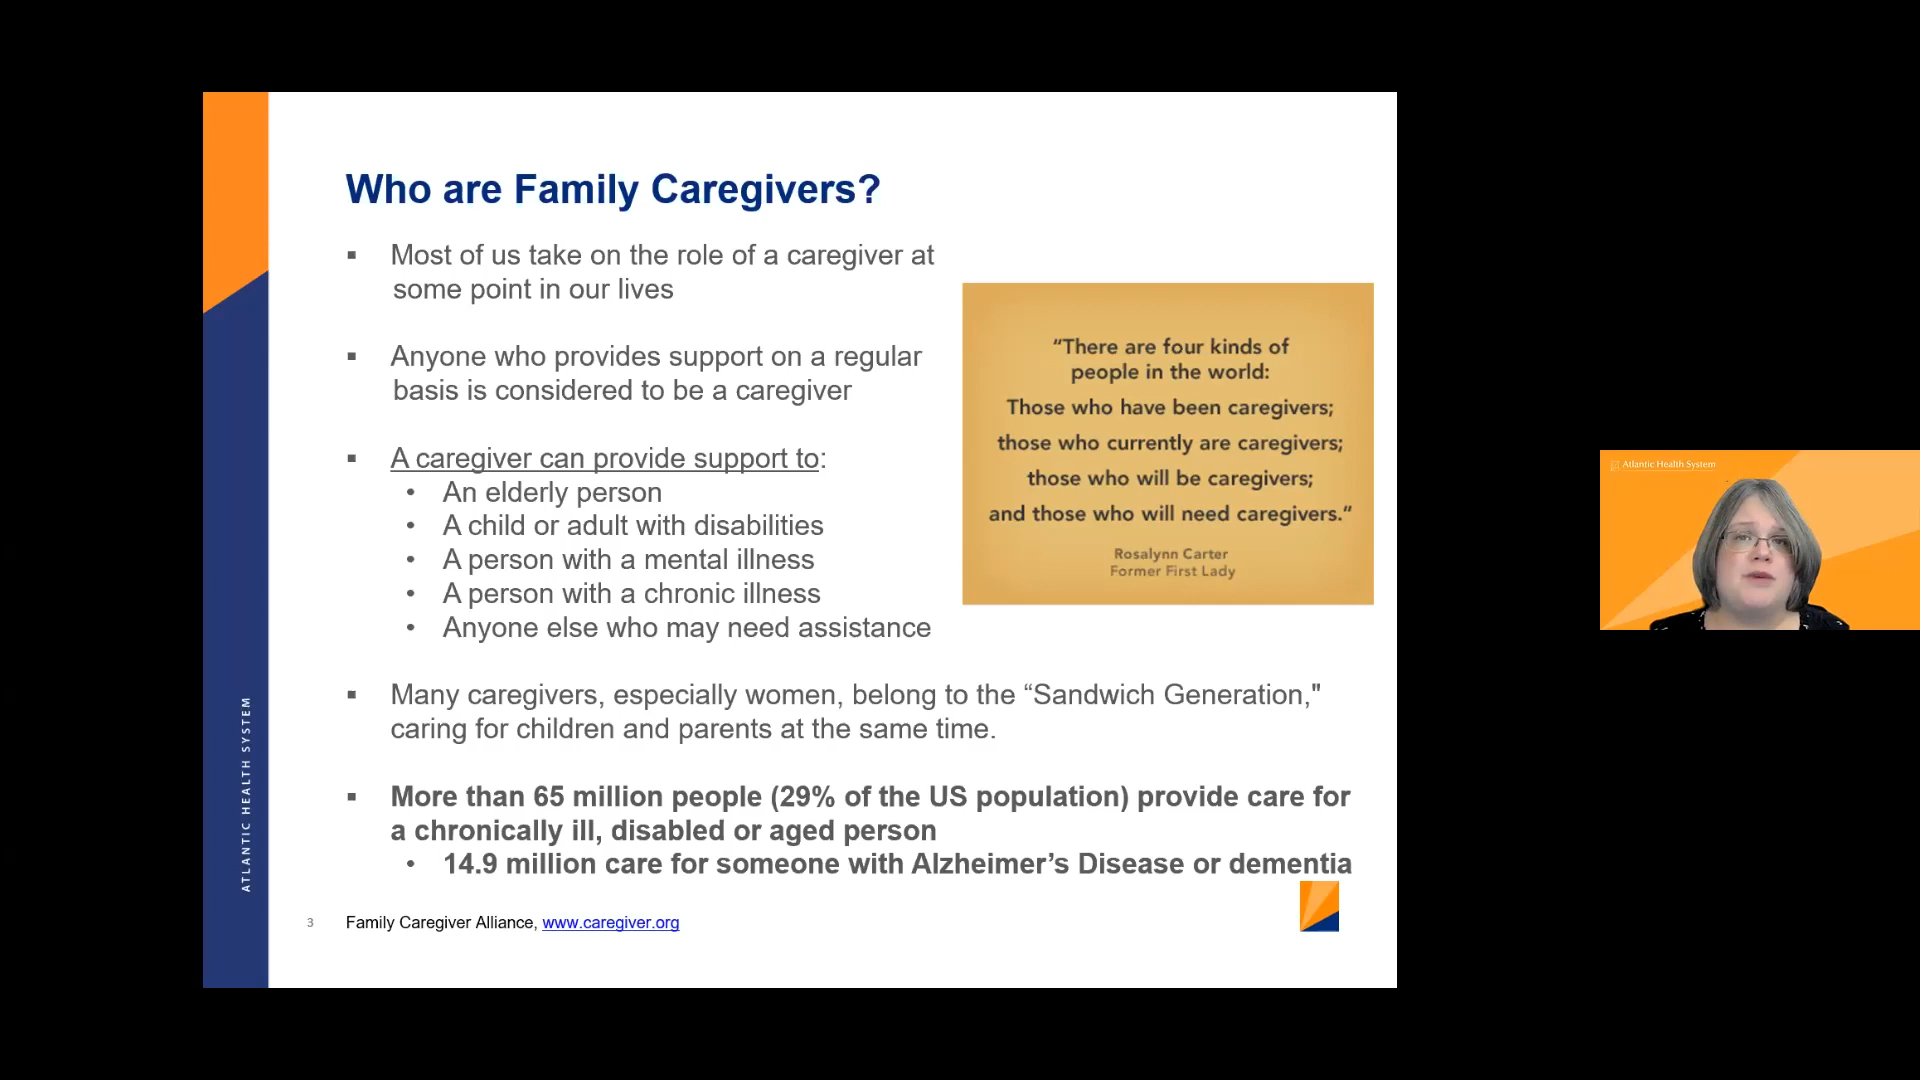 Who are Family Caregivers?
▪ Most of us take on the role of a caregiver at
some point in our lives
▪ Anyone who provides support on a regular
basis is considered to be a caregiver
▪ A caregiver can provide support to:
• An elderly person
• A child or adult with disabilities
• A person with a mental illness
• A person with a chronic illness
• Anyone else who may need assistance
“There are four kinds of
people in the world:
Those who have been caregivers;
those who currently are caregivers;
those who will be caregivers;
and those who will need caregivers.”
Rosalynn Carter
Former First Lady
▪ Many caregivers, especially women, belong to the “Sandwich Generation,"
caring for children and parents at the same time.
▪ More than 65 million people (29% of the US population) provide care for
a chronically ill, disabled or aged person
• 14.9 million care for someone with Alzheimer’s Disease or dementia
3 Family Caregiver Alliance, www.caregiver.org
ATLANTIC HEALTH SYSTEM
Atlantic Health System